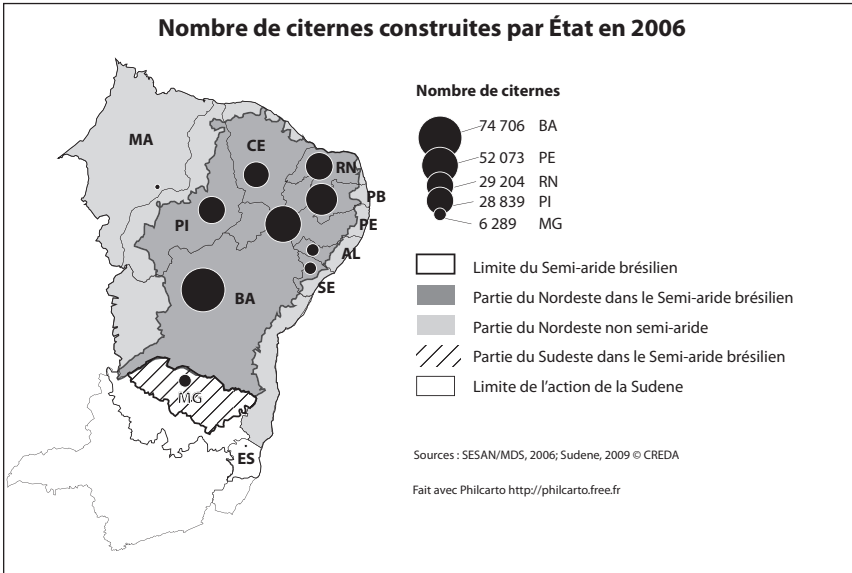 Nombre de citernes construites par État en 2006
MA
CE
RN
PB
PI
PE
AL
SE
BA
MG
ES
Nombre de citernes
74 706 BA
52 073 PE
29 204 RN
28 839 PI
6 289 MG
Limite du Semi-aride brésilien
Partie du Nordeste dans le Semi-aride brésilien
Partie du Nordeste non semi-aride
Partie du Sudeste dans le Semi-aride brésilien
Limite de l'action de la Sudene
Sources : SESAN/MDS, 2006; Sudene, 2009 © CREDA
Fait avec Philcarto http://philcarto.free.fr